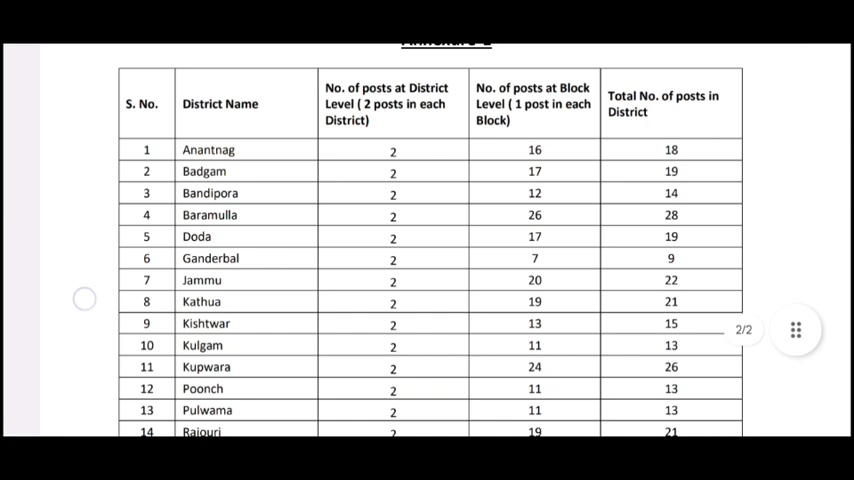 S. No. District Name No. of posts at District Level ( 2 posts in each District) No. of posts at Block Level ( 1 post in each Block) Total No. of posts in District
1 Anantnag 2 16 18
2 Badgam 2 17 19
3 Bandipora 2 12 14
4 Baramulla 2 26 28
5 Doda 2 17 19
6 Ganderbal 2 7 9
7 Jammu 2 20 22
8 Kathua 2 19 21
9 Kishtwar 2 13 15
2/2
10 Kulgam 2 11 13
11 Kupwara 2 24 26
12 Poonch 2 11 13
13 Pulwama 2 11 13
14 Rajouri 2 19 21